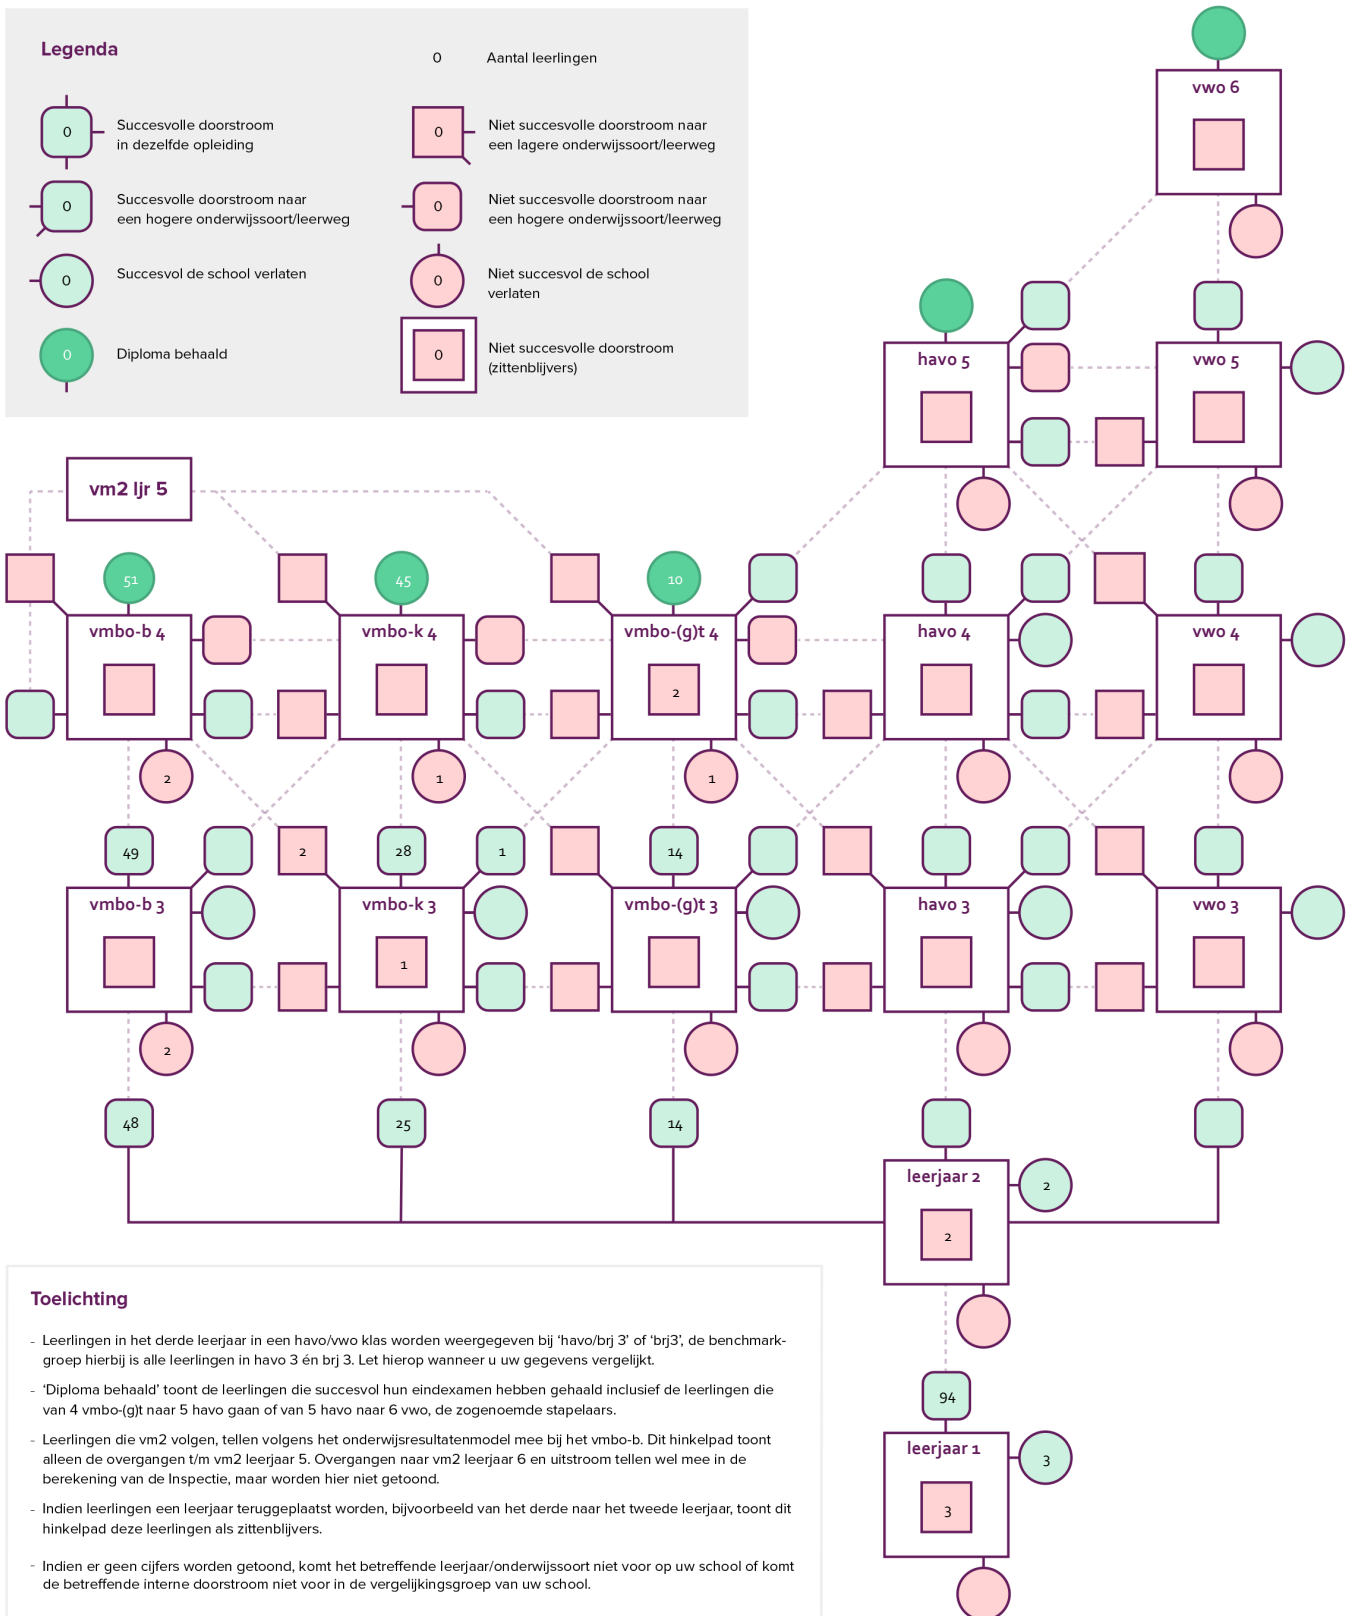 Legenda
0 Aantal leerlingen
0 Succesvolle doorstroom
in dezelfde opleiding
0 Niet succesvolle doorstroom naar
een lagere onderwijssoort/leerweg
0 Succesvolle doorstroom naar
een hogere onderwijssoort/leerweg
0 Niet succesvolle doorstroom naar
een hogere onderwijssoort/leerweg
0 Succesvol de school verlaten
0 Niet succesvol de school
verlaten
0 Diploma behaald
0 Niet succesvolle doorstroom
(zittenblijvers)
vwo 6
havo 5 vwo 5
vm2 ljr 5
51 45 10
vmbo-b 4 vmbo-k 4 vmbo-(g)t 4 havo 4 vwo 4
2
2 1 1
49 2 28 1 14
vmbo-b 3 vmbo-k 3 vmbo-(g)t 3 havo 3 vwo 3
1
2
48 25 14
leerjaar 2
2
2
94
leerjaar 1
3
3
Toelichting
- Leerlingen in het derde leerjaar in een havo/vwo klas worden weergegeven bij ‘havo/brj 3’ of ‘brj3’, de benchmark-
groep hierbij is alle leerlingen in havo 3 én brj 3. Let hierop wanneer u uw gegevens vergelijkt.
- ‘Diploma behaald’ toont de leerlingen die succesvol hun eindexamen hebben gehaald inclusief de leerlingen die
van 4 vmbo-(g)t naar 5 havo gaan of van 5 havo naar 6 vwo, de zogenoemde stapelaars.
- Leerlingen die vm2 volgen, tellen volgens het onderwijsresultatenmodel mee bij het vmbo-b. Dit hinkelpad toont
alleen de overgangen t/m vm2 leerjaar 5. Overgangen naar vm2 leerjaar 6 en uitstroom tellen wel mee in de
berekening van de Inspectie, maar worden hier niet getoond.
- Indien leerlingen een leerjaar teruggeplaatst worden, bijvoorbeeld van het derde naar het tweede leerjaar, toont dit
hinkelpad deze leerlingen als zittenblijvers.
- Indien er geen cijfers worden getoond, komt het betreffende leerjaar/onderwijssoort niet voor op uw school of komt
de betreffende interne doorstroom niet voor in de vergelijkingsgroep van uw school.